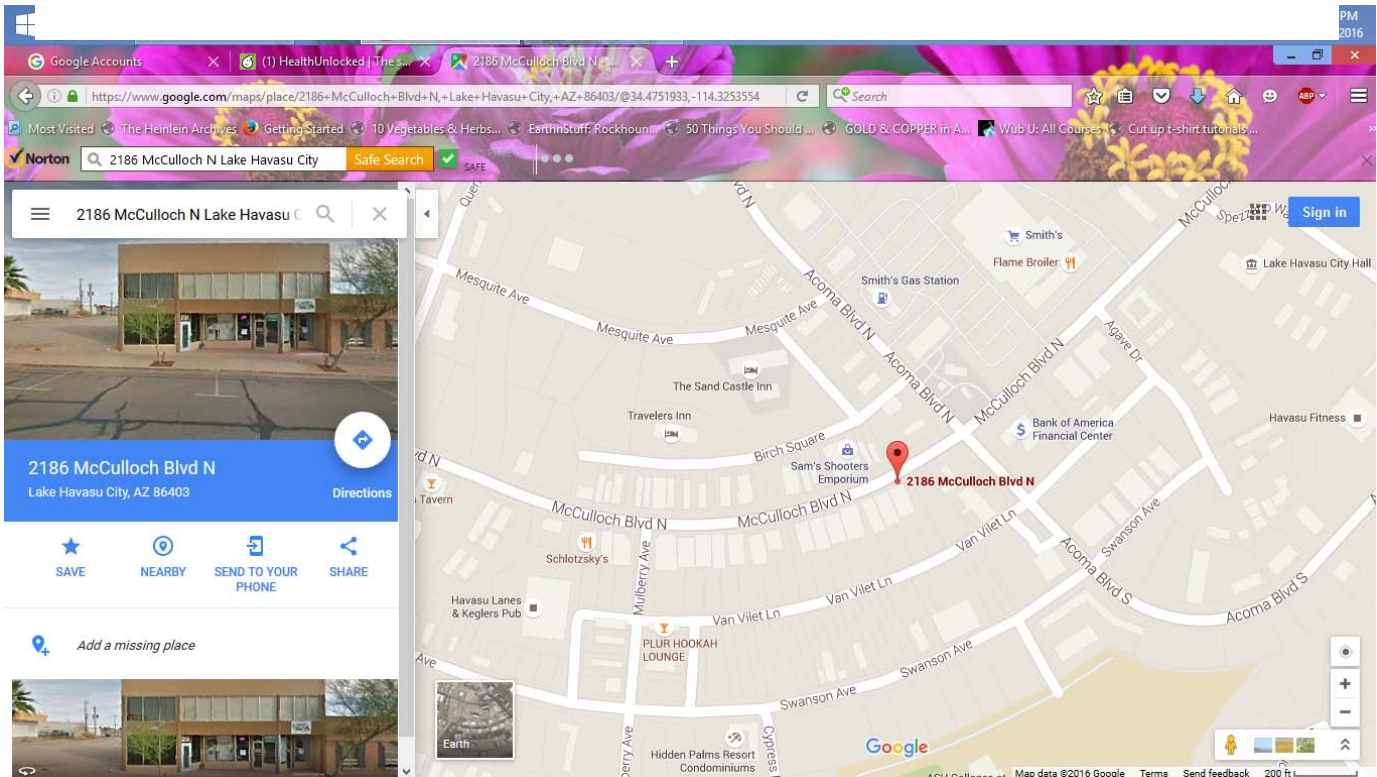 PM
2016
Google Accounts
(1) HealthUnlocked | The s...
2186 McCulloch Blvd N - ...
https://www.google.com/maps/place/2186+McCulloch+Blvd+N,+Lake+Havasu+City,+AZ+86403/@34.4751933,-114.3253554
Search
ABP
Most Visited
The Heinlein Archives
Getting Started
10 Vegetables & Herbs...
EarthnStuff: Rockhoun...
50 Things You Should ...
GOLD & COPPER in A...
Wub U: All Courses
Cut up t-shirt tutorials ...
Norton
2186 McCulloch N Lake Havasu City
Safe Search
SAFE
2186 McCulloch N Lake Havasu C
2186 McCulloch Blvd N
Lake Havasu City, AZ 86403
Directions
SAVE
NEARBY
SEND TO YOUR
PHONE
SHARE
Add a missing place
Sign in
McCulloch
Smith's
Flame Broiler
Lake Havasu City Hall
Smith's Gas Station
Acoma Blvd N
Mesquite Ave
Mesquite Ave
Mesquite Ave
Agave Dr
The Sand Castle Inn
Acoma Blvd N
McCulloch Blvd N
Travelers Inn
Bank of America
Financial Center
Havasu Fitness
Birch Square
Sam's Shooters
Emporium
2186 McCulloch Blvd N
vd N
Tavern
McCulloch Blvd N
McCulloch Blvd N
Schlotzsky's
Mulberry Ave
Van Vilet Ln
Swanson Ave
Acoma Blvd S
Acoma Blvd S
Havasu Lanes
& Keglers Pub
Van Vilet Ln
Van Vilet Ln
PLUR HOOKAH
LOUNGE
Ave
Swanson Ave
Swanson Ave
Earth
Hidden Palms Resort
Condominiums
Cypress
Google
Map data ©2016 Google
Terms
Send feedback
200 ft